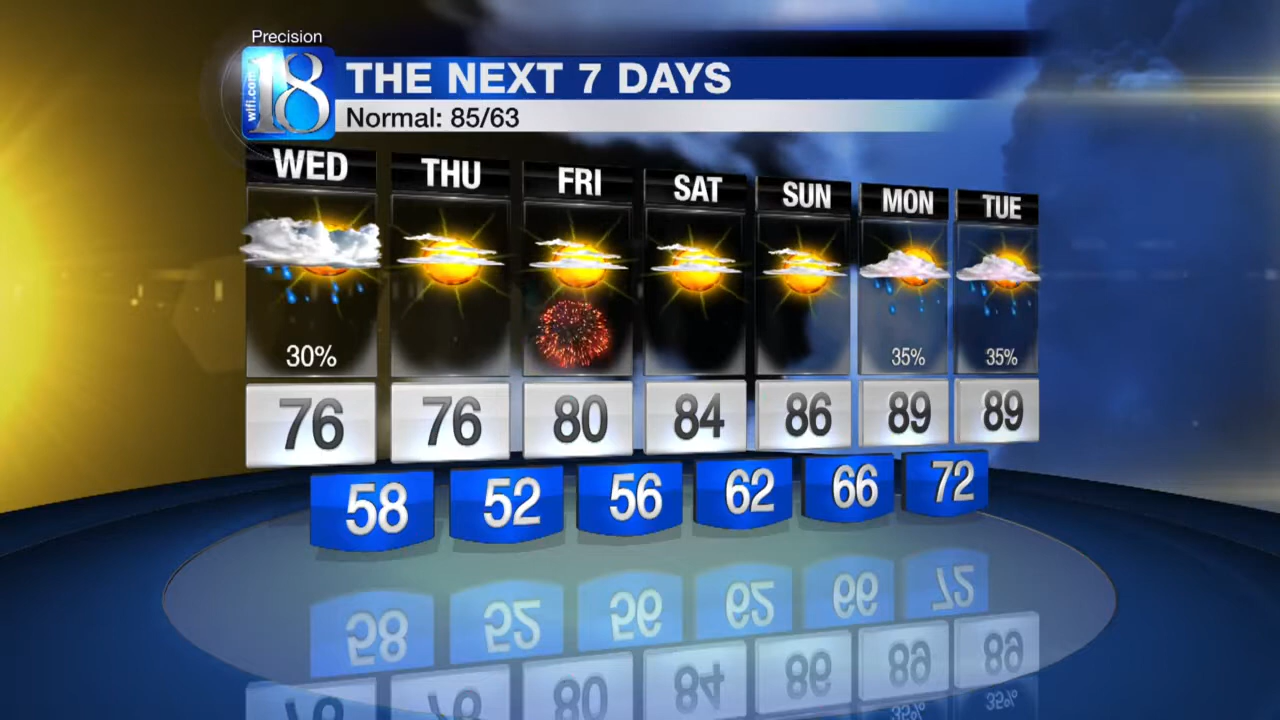 Precision
wlfi.com
18
THE NEXT 7 DAYS
Normal: 85/63
WED THU FRI SAT SUN MON TUE
30% 35% 35%
76 76 80 84 86 89 89
58 52 56 62 66 72